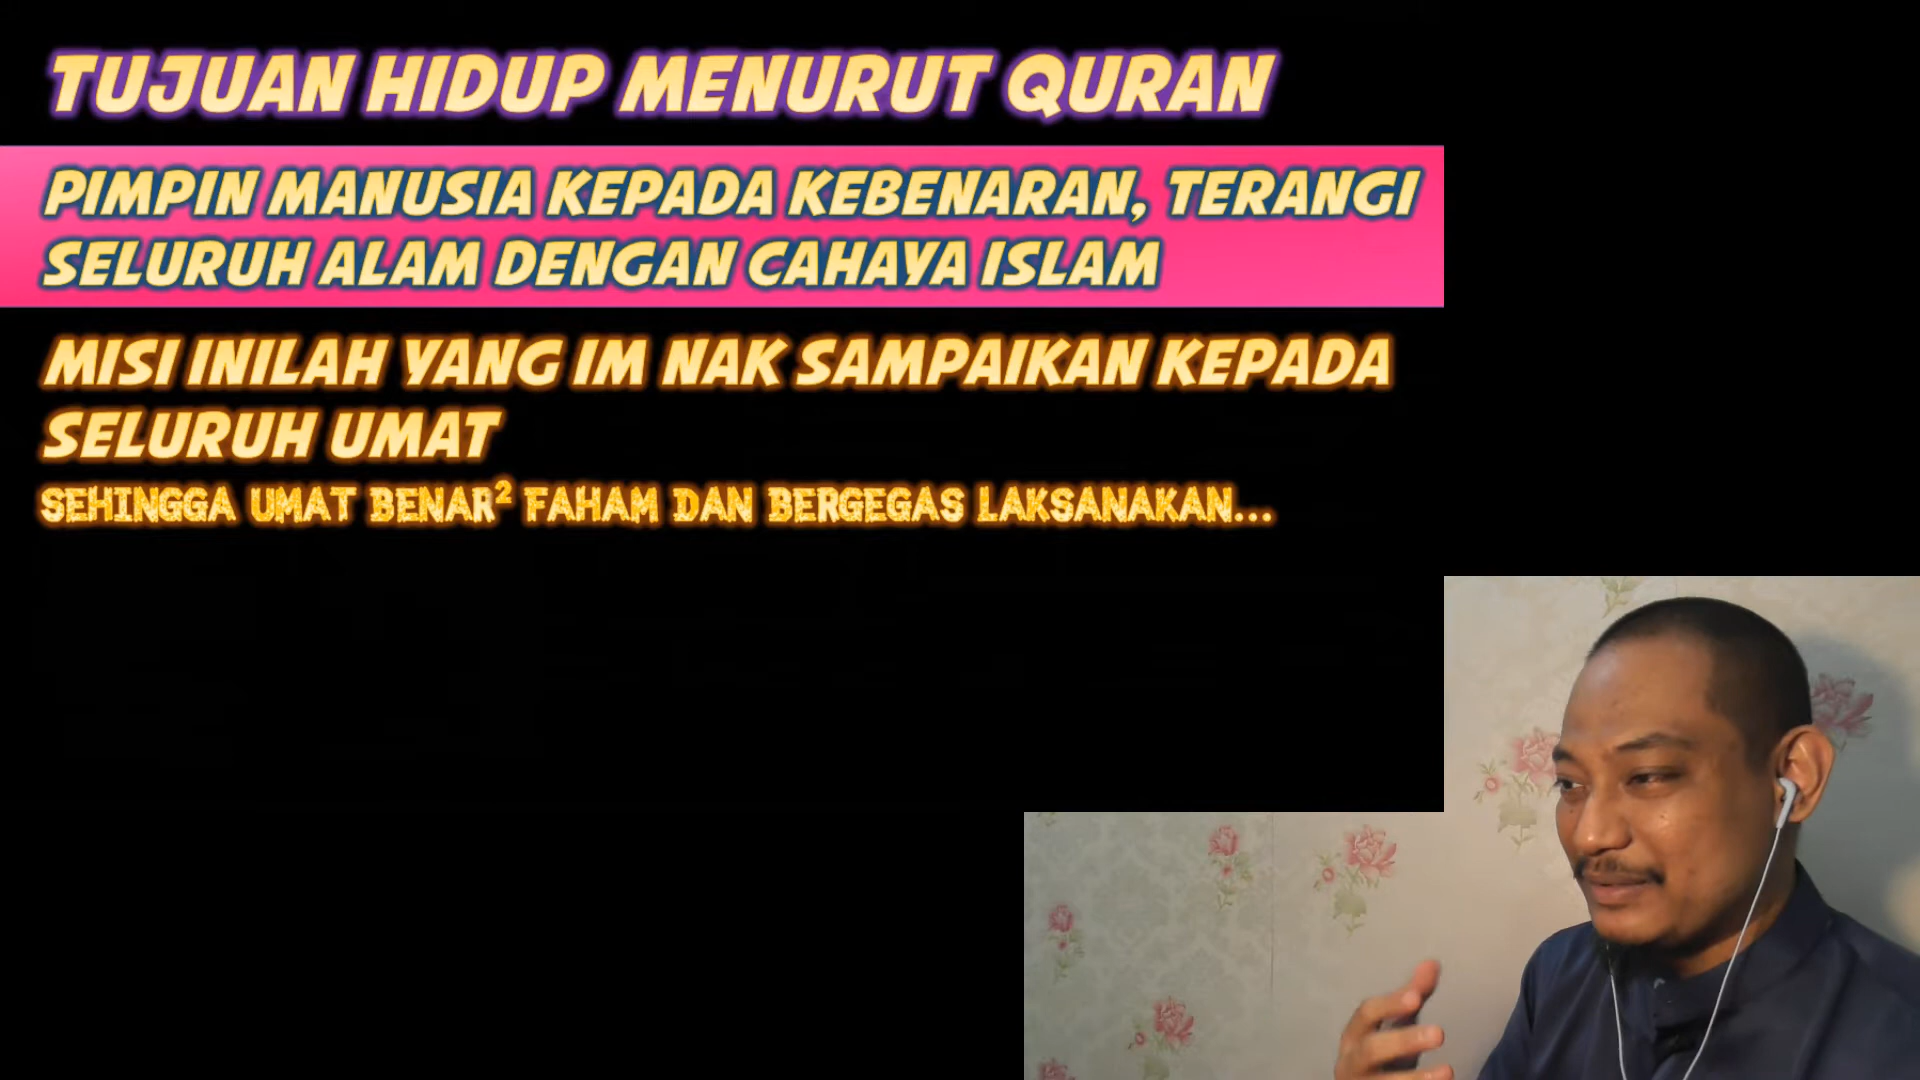 TUJUAN HIDUP MENURUT QURAN
PIMPIN MANUSIA KEPADA KEBENARAN, TERANGI
SELURUH ALAM DENGAN CAHAYA ISLAM
MISI INILAH YANG IM NAK SAMPAIKAN KEPADA
SELURUH UMAT
SEHINGGA UMAT BENAR² FAHAM DAN BERGEGAS LAKSANAKAN...